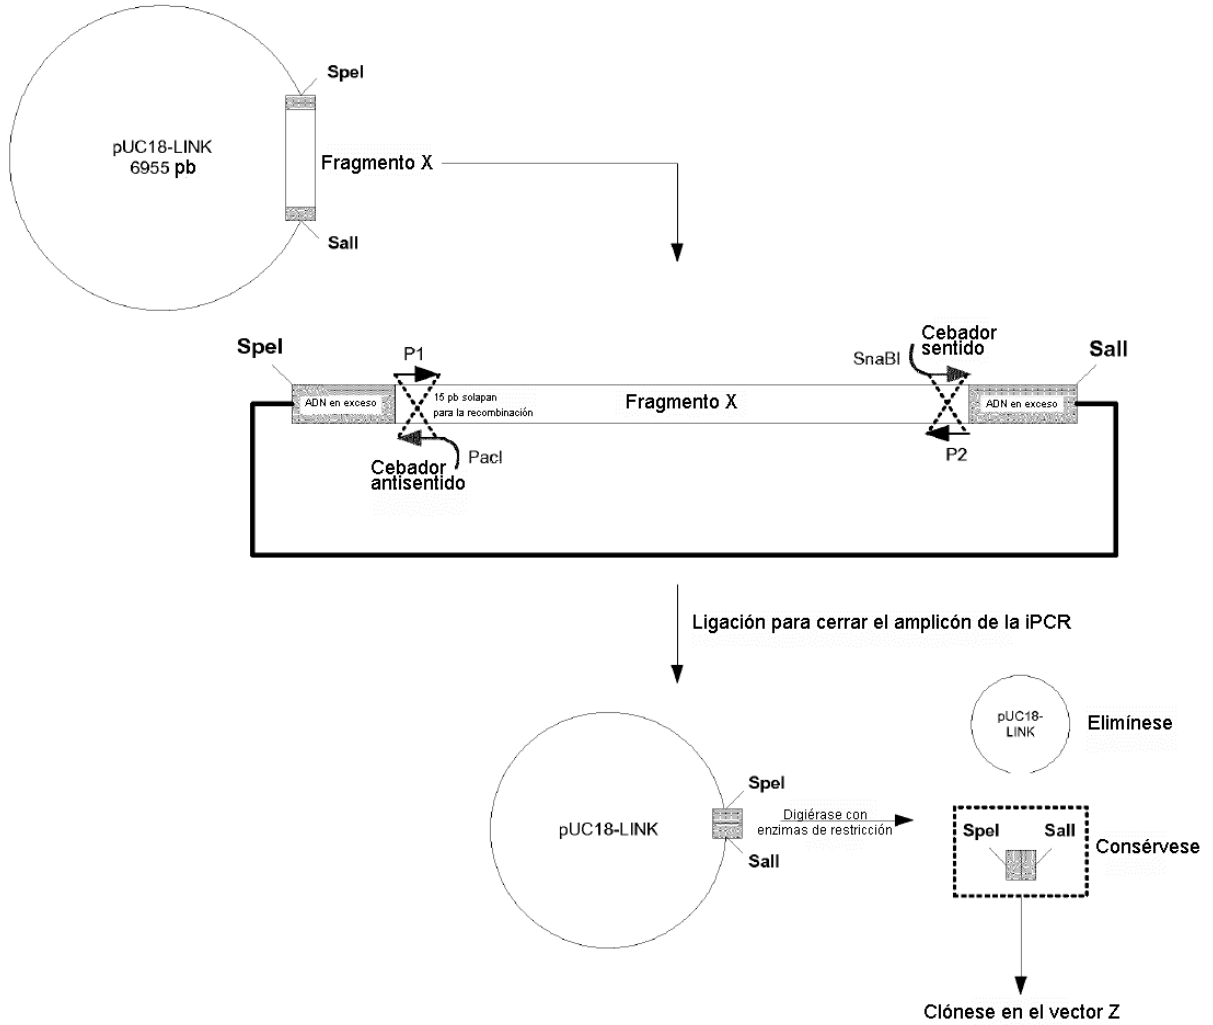 SpeI
pUC18-LINK
6955 pb
Fragmento X
SalI
SpeI
P1
SnaBI
Cebador
sentido
SalI
ADN en exceso
15 pb solapan
para la recombinación
Fragmento X
ADN en exceso
Cebador
antisentido
PacI
P2
Ligación para cerrar el amplicón de la iPCR
pUC18-
LINK
Elimínese
SpeI
pUC18-LINK
Digiérase con
enzimas de restricción
SalI
SpeI
SalI
Consérvese
Clónese en el vector Z